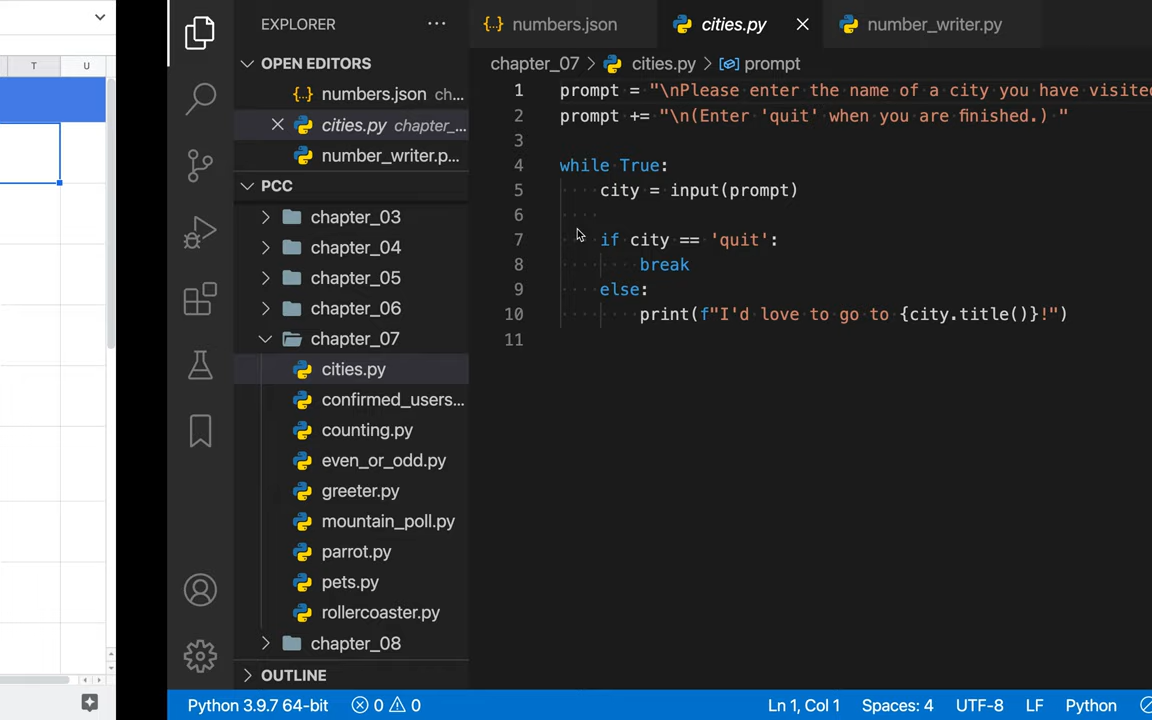 T U
EXPLORER ...
OPEN EDITORS
{..} numbers.json ch...
cities.py chapter_...
number_writer.p...
PCC
chapter_03
chapter_04
chapter_05
chapter_06
chapter_07
cities.py
confirmed_users...
counting.py
even_or_odd.py
greeter.py
mountain_poll.py
parrot.py
pets.py
rollercoaster.py
chapter_08
OUTLINE
{..} numbers.json cities.py number_writer.py
chapter_07 > cities.py > prompt
1 prompt = "\nPlease enter the name of a city you have visited
2 prompt += "\n(Enter 'quit' when you are finished.) "
3
4 while True:
5 city = input(prompt)
6
7 if city == 'quit':
8 break
9 else:
10 print(f"I'd love to go to {city.title()}!")
11
Python 3.9.7 64-bit 0 0 Ln 1, Col 1 Spaces: 4 UTF-8 LF Python